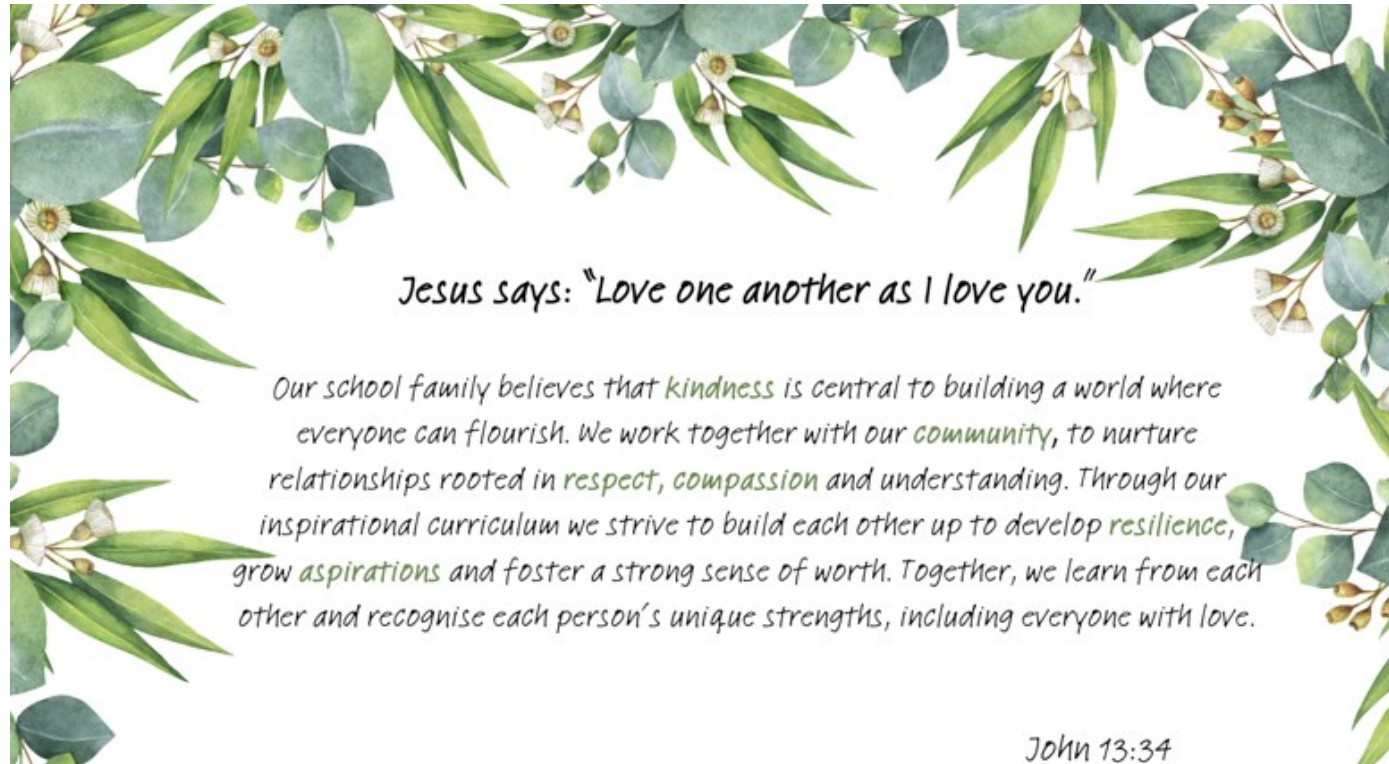 Jesus says: “Love one another as I love you.”
Our school family believes that kindness is central to building a world where
everyone can flourish. We work together with our community, to nurture
relationships rooted in respect, compassion and understanding. Through our
inspirational curriculum we strive to build each other up to develop resilience,
grow aspirations and foster a strong sense of worth. Together, we learn from each
other and recognise each person's unique strengths, including everyone with love.
John 13:34